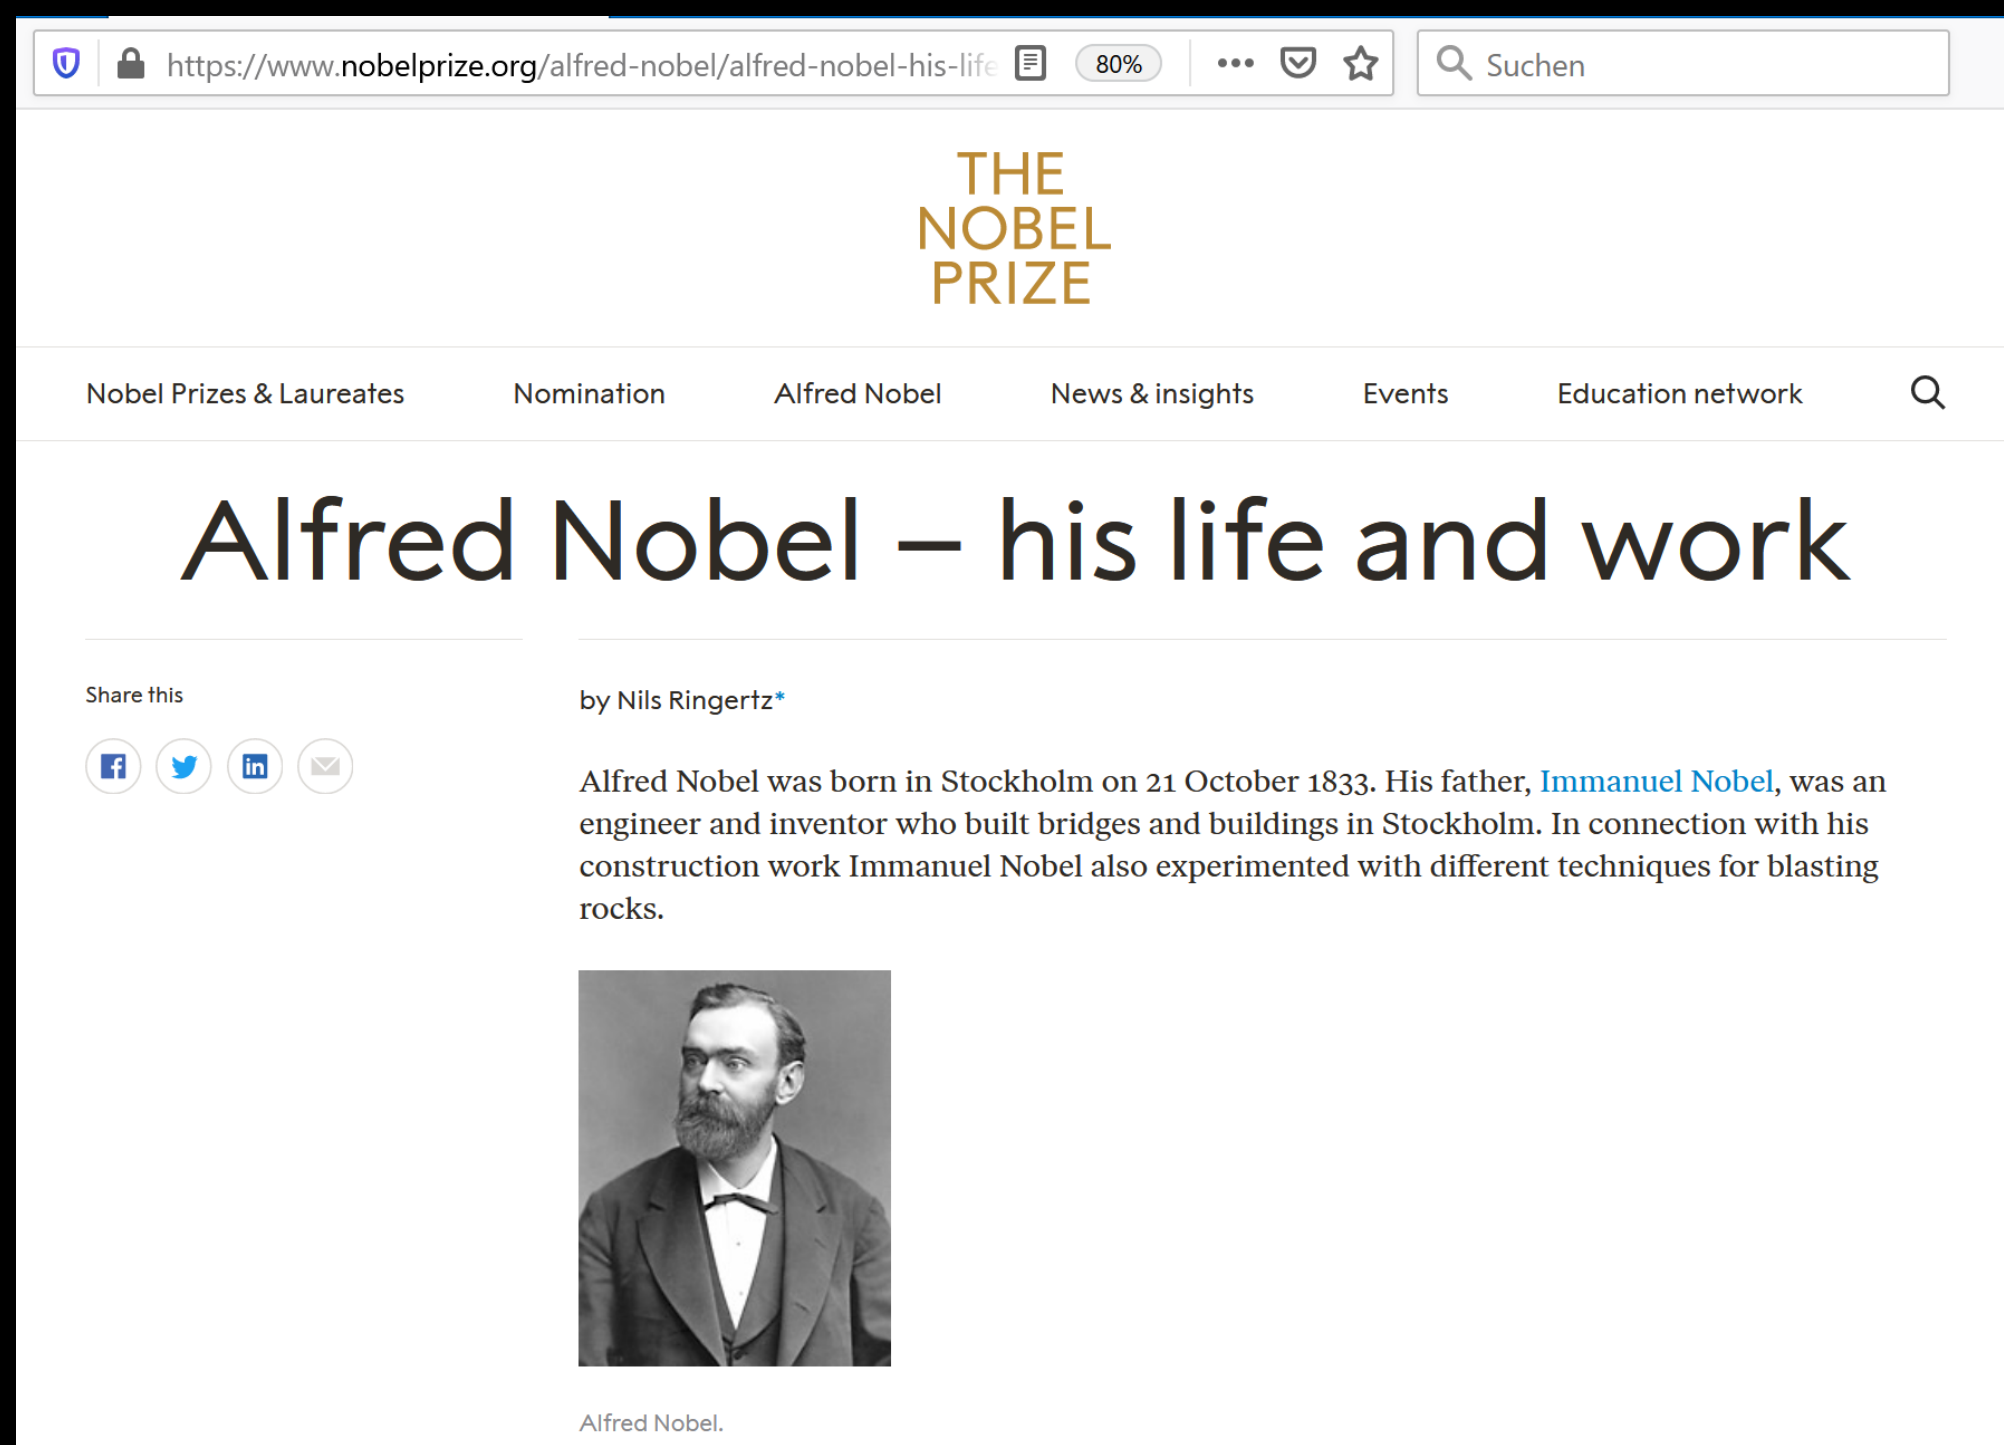 https://www.nobelprize.org/alfred-nobel/alfred-nobel-his-life
80%
Suchen
THE
NOBEL
PRIZE
Nobel Prizes & Laureates
Nomination
Alfred Nobel
News & insights
Events
Education network
Alfred Nobel – his life and work
Share this
by Nils Ringertz*
Alfred Nobel was born in Stockholm on 21 October 1833. His father, Immanuel Nobel, was an
engineer and inventor who built bridges and buildings in Stockholm. In connection with his
construction work Immanuel Nobel also experimented with different techniques for blasting
rocks.
Alfred Nobel.